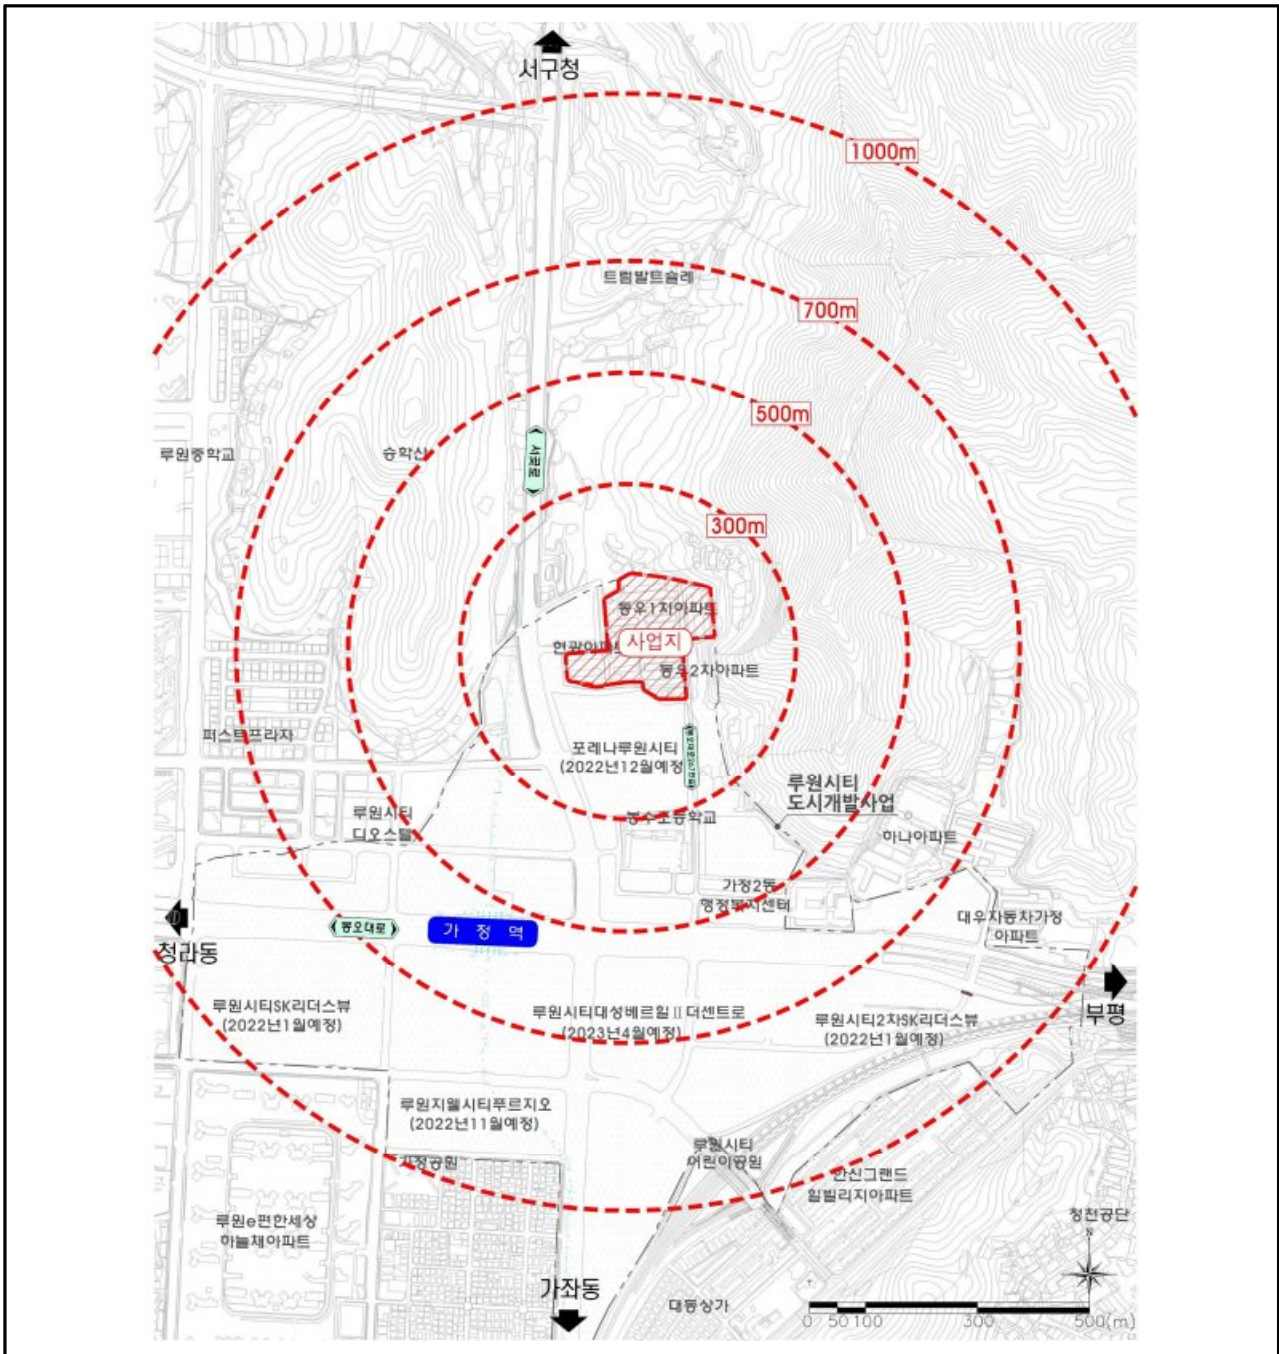 서구청
1000m
트럼발트슐레
700m
500m
루원중학교
승학산
서곶로
300m
동우1차아파트
사업지
현광아파트
동우2차아파트
퍼스트프라자
포레나루원시티
(2022년12월예정
루원시티
도시개발사업
루원시티
디오스텔
봉수초등학교
하나아파트
가정2동
행정복지센터
대우자동차가정
아파트
봉오대로
가 정 역
청라동
부평
루원시티SK리더스뷰
(2022년1월예정)
루원시티대성베르힐Ⅱ더센트로
(2023년4월예정)
루원시티2차SK리더스뷰
(2022년1월예정)
루원지웰시티푸르지오
(2022년11월예정)
가정공원
루원시티
어린이공원
한신그랜드
힐빌리지아파트
루원e편한세상
하늘채아파트
청천공단
가좌동
대동상가
0 50 100 300 500(m)